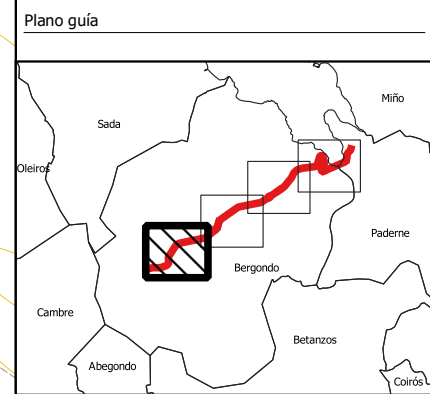 Plano guía
Miño
Sada
Oleiros
Paderne
Bergondo
Cambre
Betanzos
Abegondo
Coirós